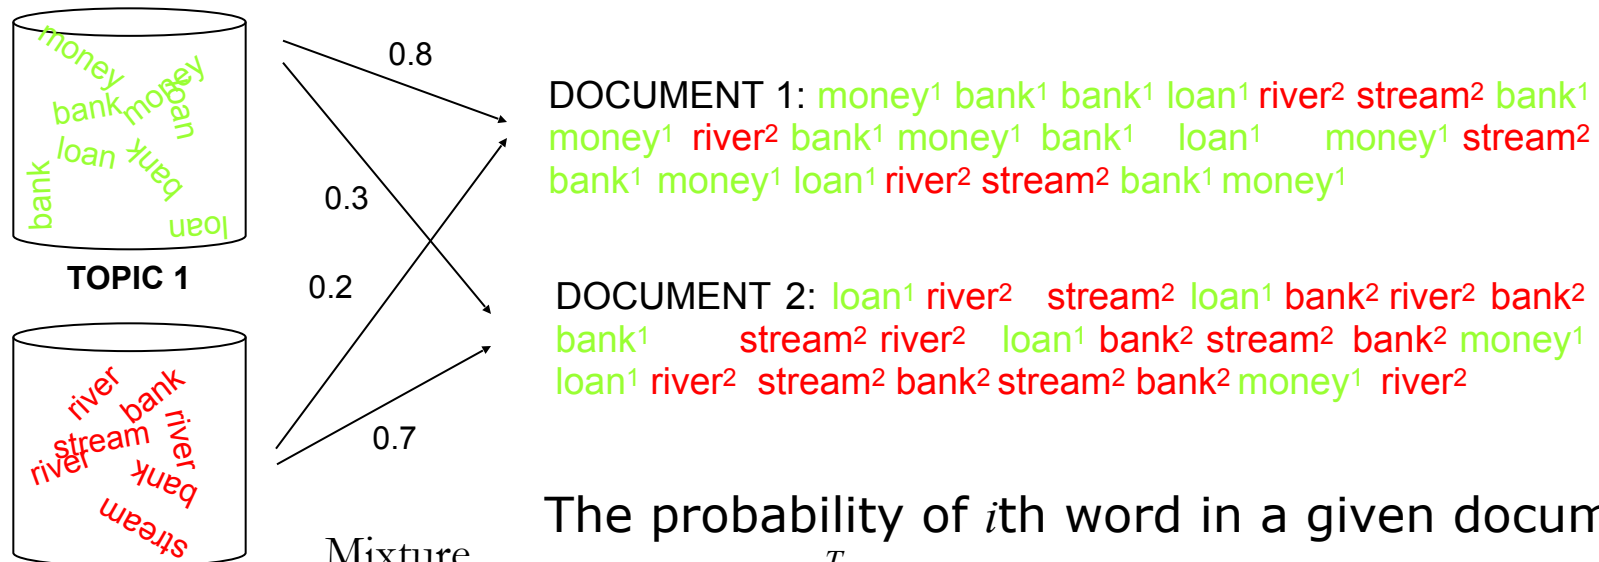 money
money
loan
bank
loan
bank
bank
loan
TOPIC 1
river
bank
river
stream
river
bank
stream
0.8
0.3
0.2
0.7
DOCUMENT 1: money¹ bank¹ bank¹ loan¹ river² stream² bank¹
money¹ river² bank¹ money¹ bank¹ loan¹ money¹ stream²
bank¹ money¹ loan¹ river² stream² bank¹ money¹
DOCUMENT 2: loan¹ river² stream² loan¹ bank² river² bank²
bank¹ stream² river² loan¹ bank² stream² bank² money¹
loan¹ river² stream² bank² stream² bank² money¹ river²
The probability of ith word in a given docum
Mixture
T